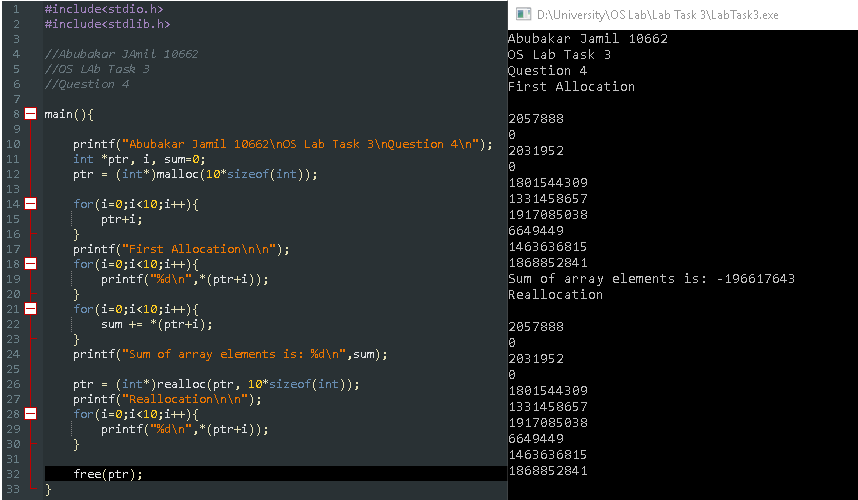 1 #include<stdio.h>
2 #include<stdlib.h>
3
4 //Abubakar JAmil 10662
5 //OS LAb Task 3
6 //Question 4
7
8 main(){
9
10 printf("Abubakar Jamil 10662\nOS Lab Task 3\nQuestion 4\n");
11 int *ptr, i, sum=0;
12 ptr = (int*)malloc(10*sizeof(int));
13
14 for(i=0;i<10;i++){
15 ptr+i;
16 }
17 printf("First Allocation\n\n");
18 for(i=0;i<10;i++){
19 printf("%d\n",*(ptr+i));
20 }
21 for(i=0;i<10;i++){
22 sum += *(ptr+i);
23 }
24 printf("Sum of array elements is: %d\n",sum);
25
26 ptr = (int*)realloc(ptr, 10*sizeof(int));
27 printf("Reallocation\n\n");
28 for(i=0;i<10;i++){
29 printf("%d\n",*(ptr+i));
30 }
31
32 free(ptr);
33 }
D:\University\OS Lab\Lab Task 3\LabTask3.exe
Abubakar Jamil 10662
OS Lab Task 3
Question 4
First Allocation
2057888
0
2031952
0
1801544309
1331458657
1917085038
6649449
1463636815
1868852841
Sum of array elements is: -196617643
Reallocation
2057888
0
2031952
0
1801544309
1331458657
1917085038
6649449
1463636815
1868852841